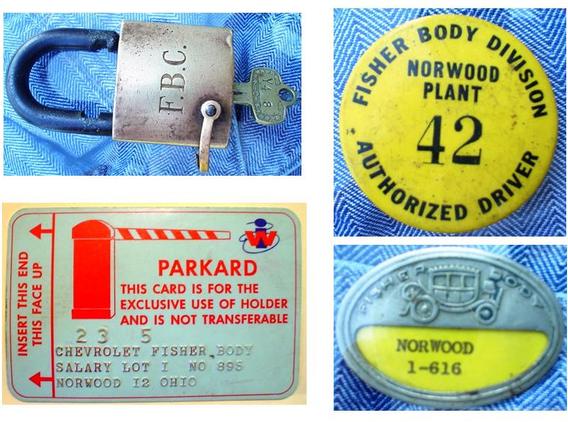 F.B.C.
FISHER BODY DIVISION
NORWOOD
PLANT
42
AUTHORIZED DRIVER
INSERT THIS END
THIS FACE UP
PARKARD
THIS CARD IS FOR THE
EXCLUSIVE USE OF HOLDER
AND IS NOT TRANSFERABLE
23 5
CHEVROLET FISHER BODY
SALARY LOT I NO 895
NORWOOD 12 OHIO
FISHER BODY
NORWOOD
1-616